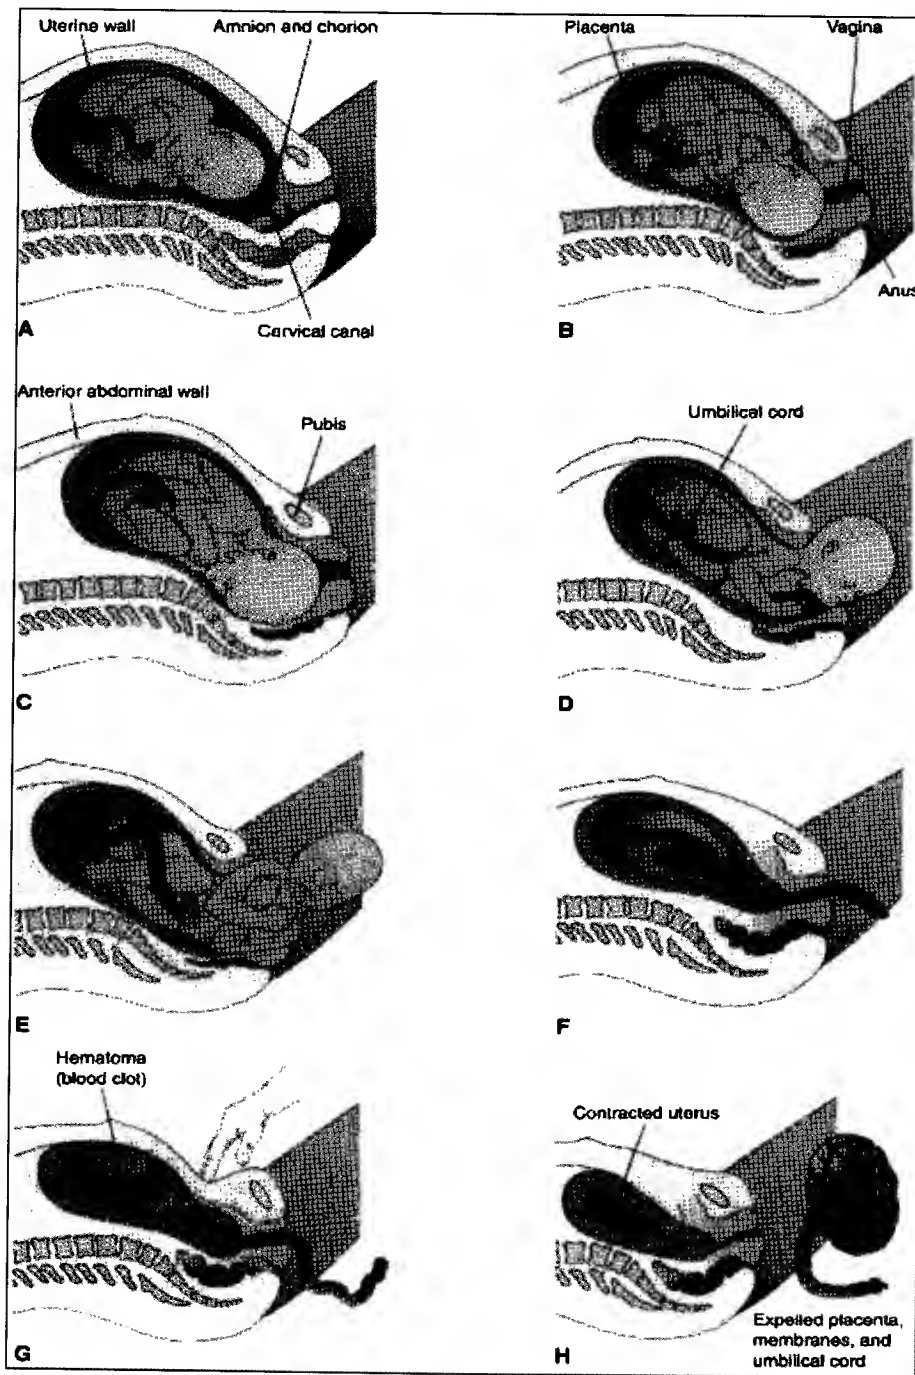 Uterine wall
Amnion and chorion
Placenta
Vagina
Anus
A
Cervical canal
B
Anterior abdominal wall
Pubis
Umbilical cord
C
D
E
F
Hematoma
(blood clot)
Contracted uterus
G
H
Expelled placenta,
membranes, and
umbilical cord